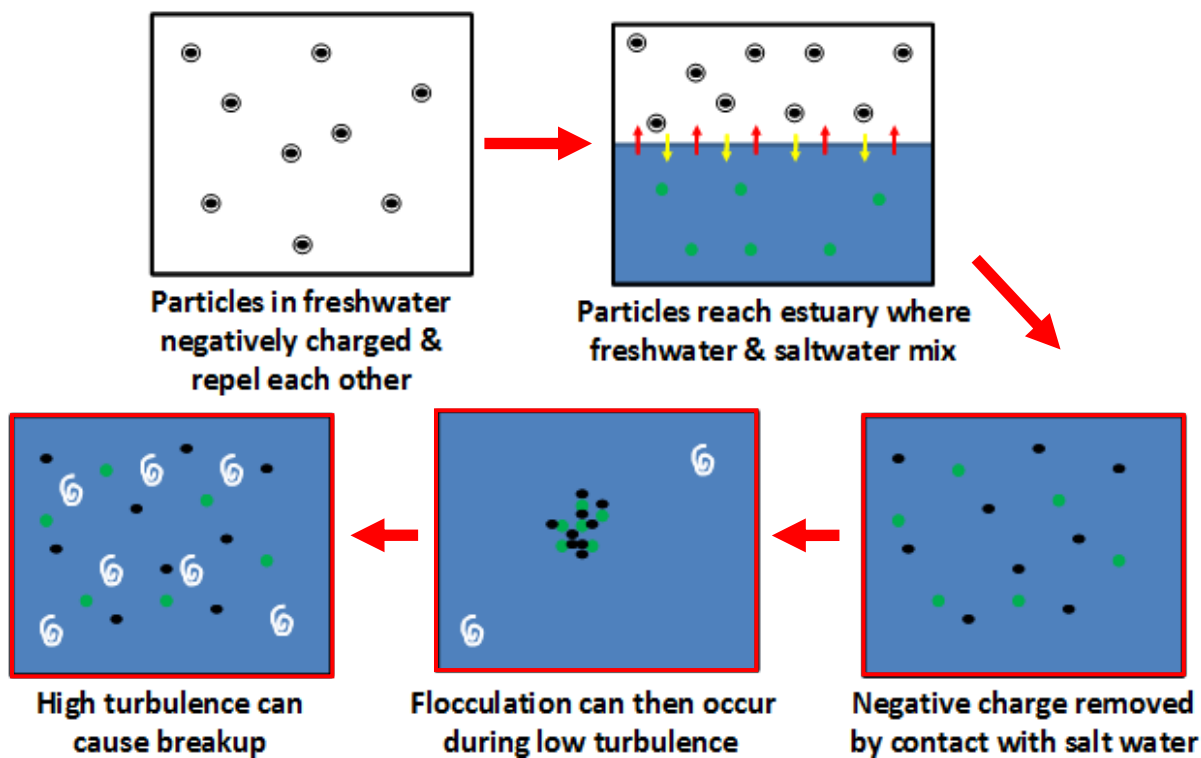 Particles in freshwater
negatively charged &
repel each other
Particles reach estuary where
freshwater & saltwater mix
Negative charge removed
by contact with salt water
Flocculation can then occur
during low turbulence
High turbulence can
cause breakup